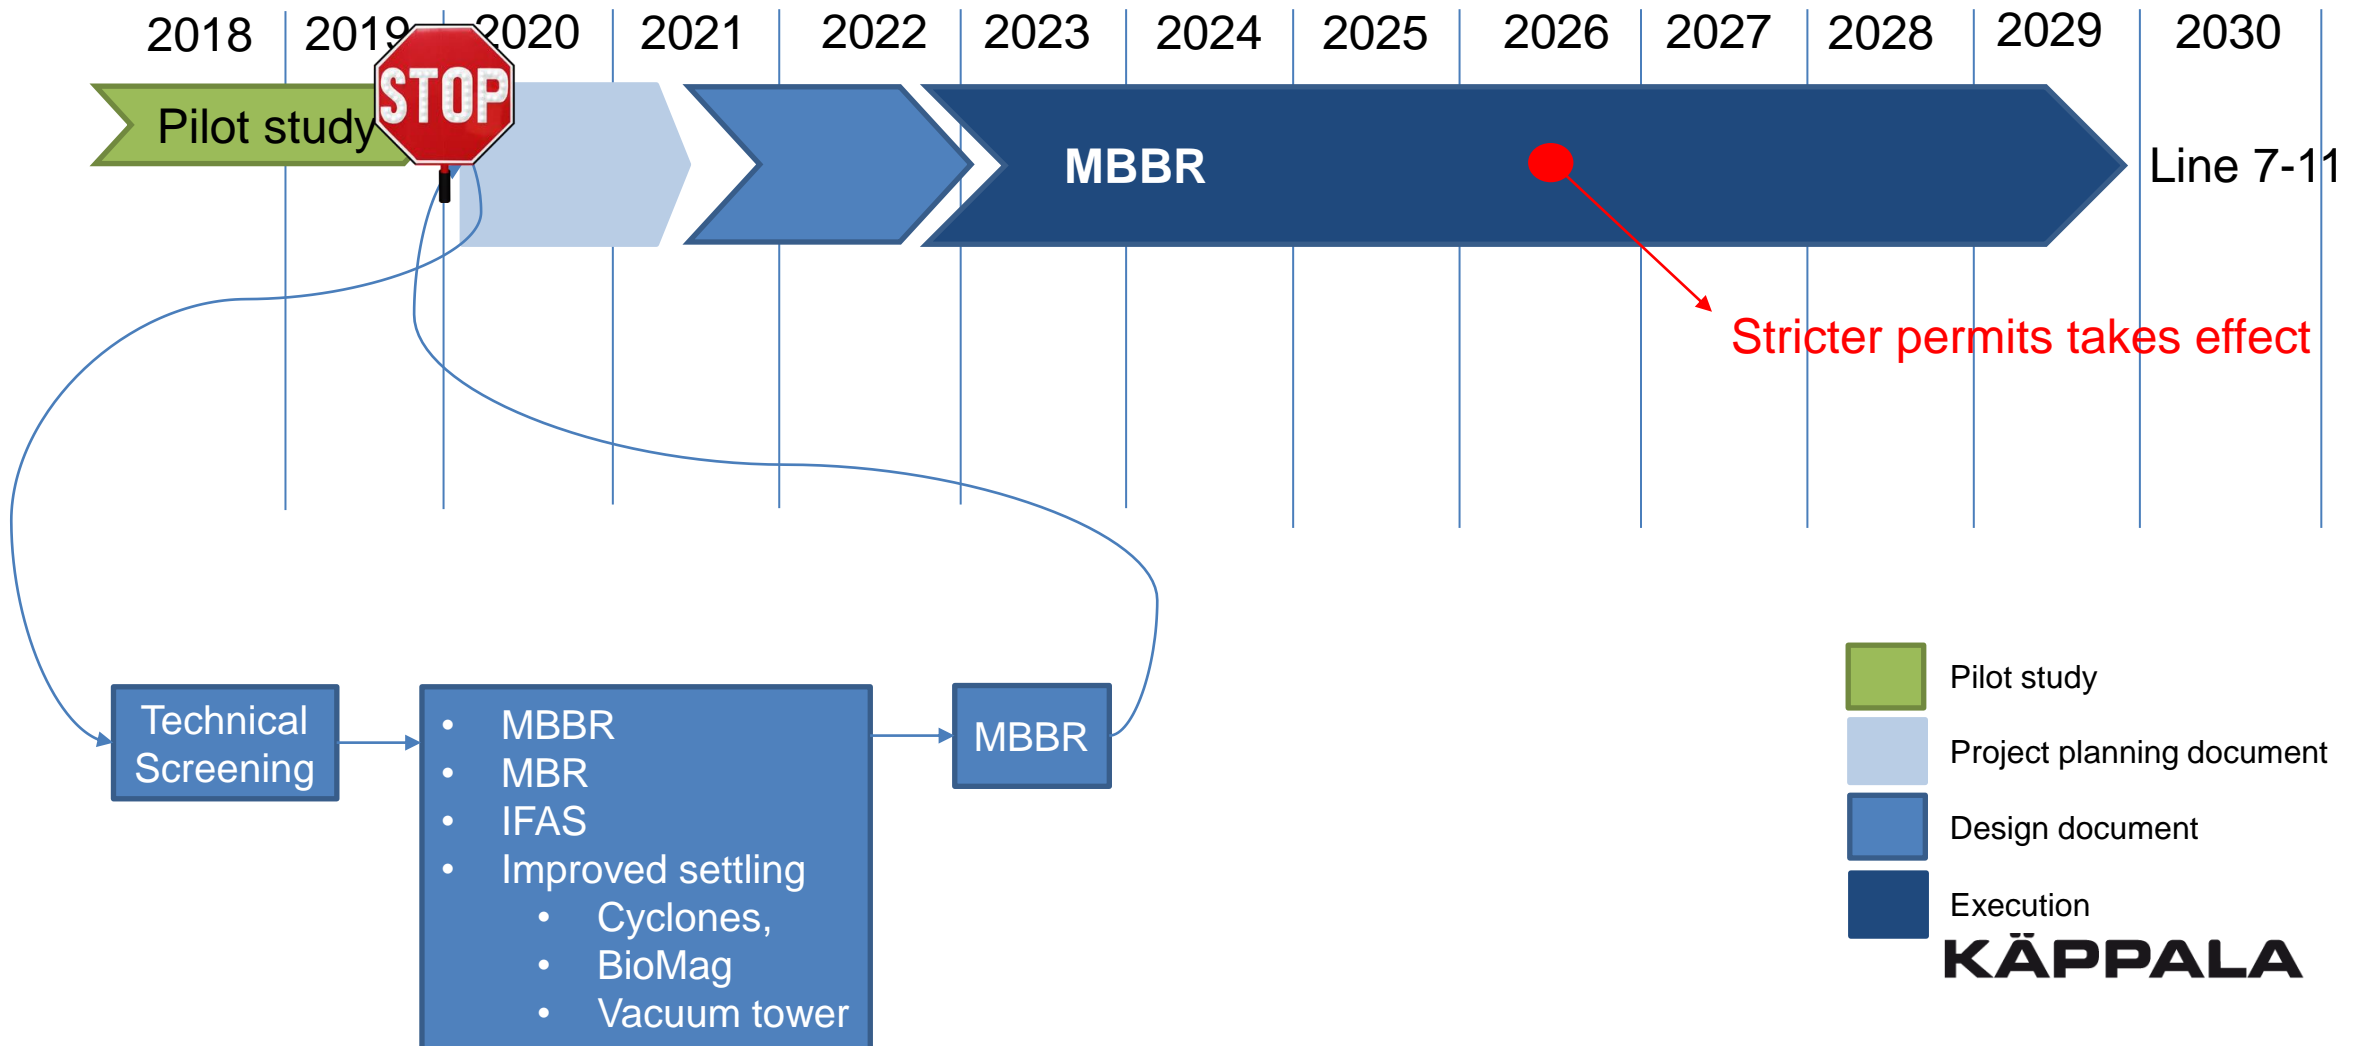 2018 2019 2020 2021 2022 2023 2024 2025 2026 2027 2028 2029 2030
STOP
Pilot study
MBBR
Line 7-11
Stricter permits takes effect
Technical
Screening
• MBBR
• MBR
• IFAS
• Improved settling
• Cyclones,
• BioMag
• Vacuum tower
MBBR
Pilot study
Project planning document
Design document
Execution
KÄPPALA